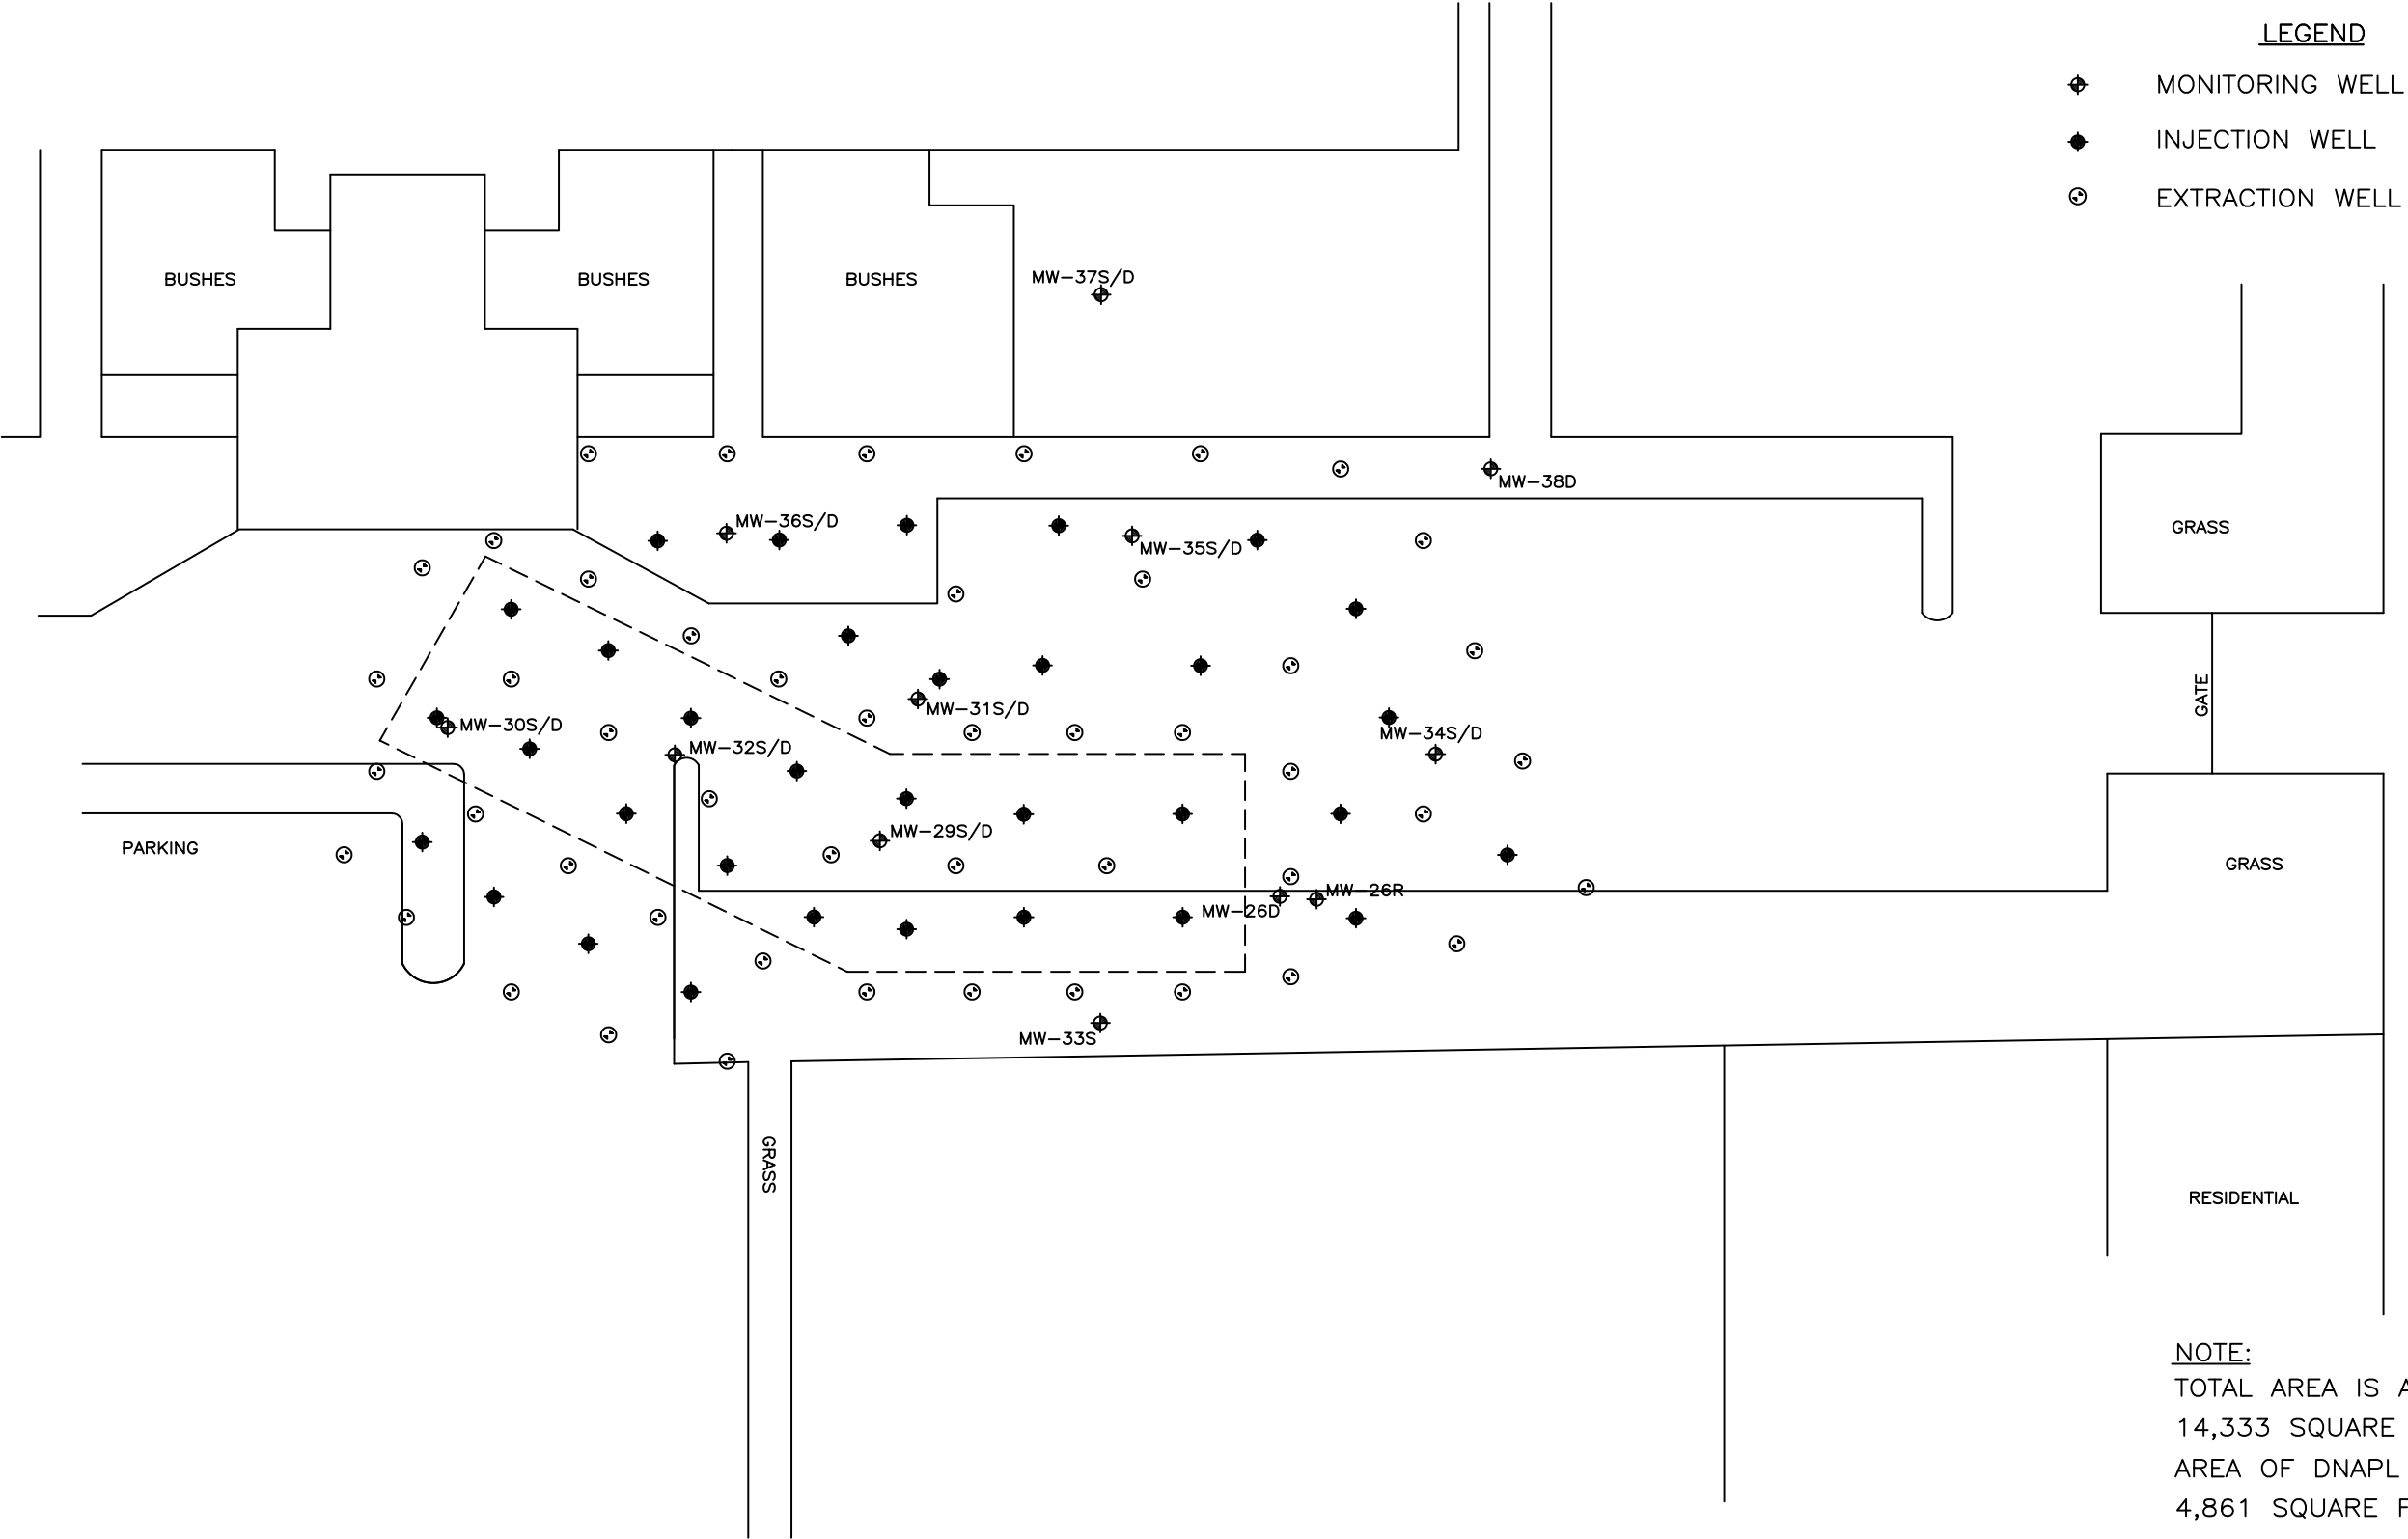 LEGEND
MONITORING WELL
INJECTION WELL
EXTRACTION WELL
BUSHES
BUSHES
BUSHES
MW-37S/D
MW-38D
MW-36S/D
MW-35S/D
GRASS
MW-30S/D
MW-31S/D
MW-32S/D
MW-34S/D
GATE
MW-29S/D
PARKING
GRASS
MW-26D
MW-26R
MW-33S
GRASS
RESIDENTIAL
NOTE:
TOTAL AREA IS
14,333 SQUARE
AREA OF DNAPL
4,861 SQUARE